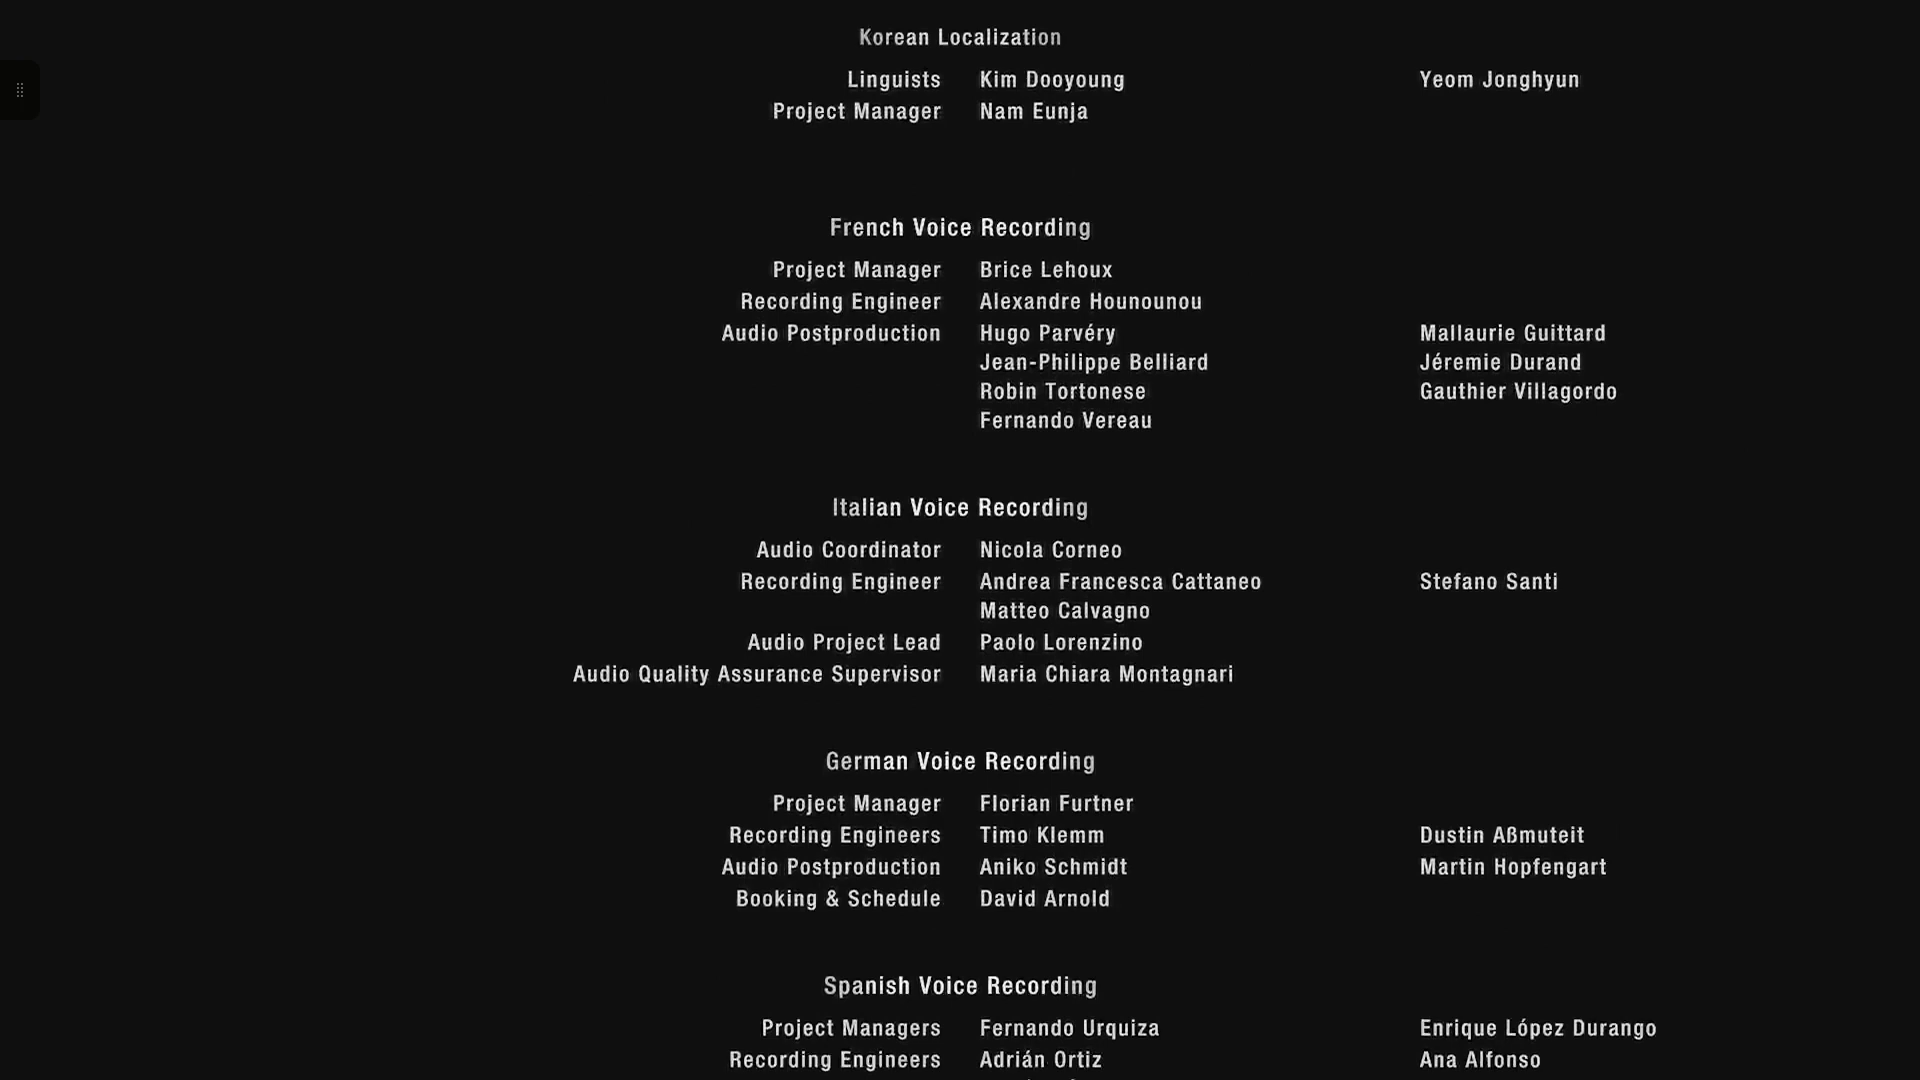 Korean Localization
Linguists Kim Dooyoung Yeom Jonghyun
Project Manager Nam Eunja
French Voice Recording
Project Manager Brice Lehoux
Recording Engineer Alexandre Hounounou
Audio Postproduction Hugo Parvéry Mallaurie Guittard
Jean-Philippe Belliard Jéremie Durand
Robin Tortonese Gauthier Villagordo
Fernando Vereau
Italian Voice Recording
Audio Coordinator Nicola Corneo
Recording Engineer Andrea Francesca Cattaneo Stefano Santi
Matteo Calvagno
Audio Project Lead Paolo Lorenzino
Audio Quality Assurance Supervisor Maria Chiara Montagnari
German Voice Recording
Project Manager Florian Furtner
Recording Engineers Timo Klemm Dustin Aßmuteit
Audio Postproduction Aniko Schmidt Martin Hopfengart
Booking & Schedule David Arnold
Spanish Voice Recording
Project Managers Fernando Urquiza Enrique López Durango
Recording Engineers Adrián Ortiz Ana Alfonso